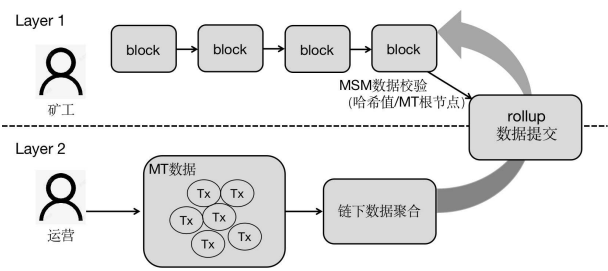 Layer 1
block
block
block
block
MSM数据校验
(哈希值/MT根节点)
矿工
rollup
数据提交
Layer 2
MT数据
Tx
Tx
Tx
Tx
Tx
Tx
链下数据聚合
运营